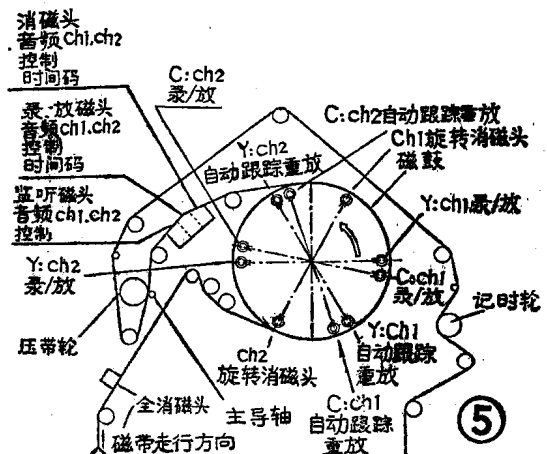 消磁头
音频Ch1,ch2
控制
时间码
录·放磁头
音频ch1,ch2
控制
时间码
监听磁头
音频ch1,ch2
控制
C:ch2
录/放
C:ch2自动跟踪重放
Y:ch2
自动跟踪重放
Ch1旋转消磁头
磁鼓
Y:ch1录/放
Y:ch2
录/放
C:ch1
录/放
记时轮
压带轮
Y:Ch1
自动跟踪
重放
ch2
旋转消磁头
C:ch1
自动跟踪
重放
全消磁头
主导轴
磁带走行方向
⑤